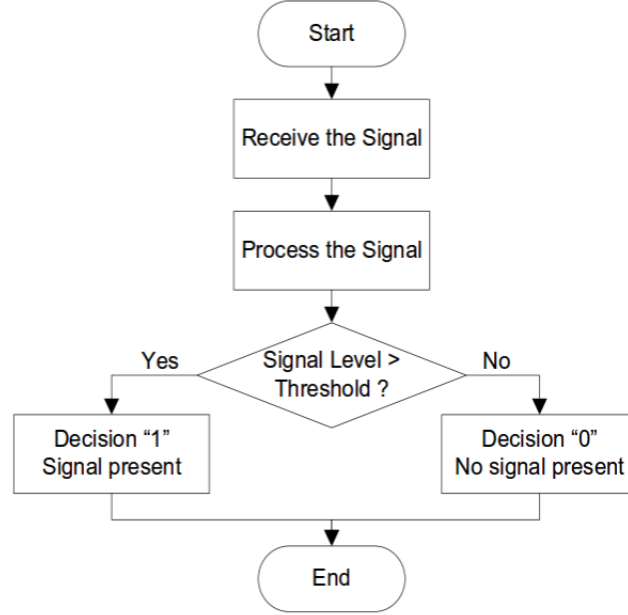 Start
Receive the Signal
Process the Signal
Signal Level >
Threshold ?
Yes
No
Decision “1”
Signal present
Decision “0”
No signal present
End